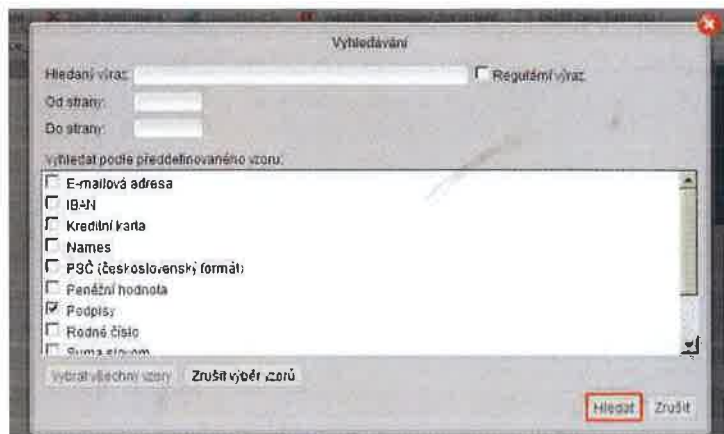 Vyhledávání
Hledaný výraz: Regulární výraz
Od strany:
Do strany:
Vyhledat podle předdefinovaného vzoru:
E-mailová adresa
IBAN
Kreditní karta
Names
PSČ (československý formát)
Peněžní hodnota
Podpisy
Rodné číslo
Suma slovom
Vybrat všechny vzory Zrušit výběr vzorů
Hledat Zrušit